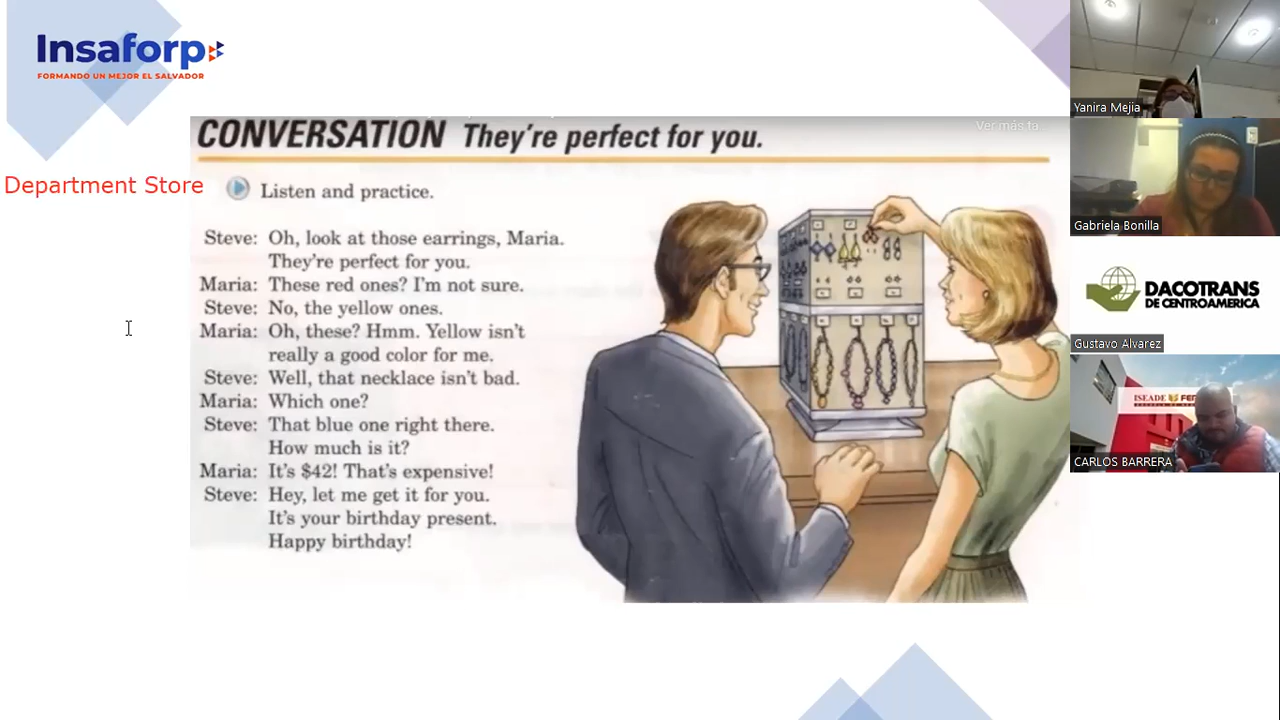 Insaforp
FORMANDO UN MEJOR EL SALVADOR
CONVERSATION They're perfect for you.
Ver más ta...
Department Store
Listen and practice.
Steve: Oh, look at those earrings, Maria.
They're perfect for you.
Maria: These red ones? I'm not sure.
Steve: No, the yellow ones.
Maria: Oh, these? Hmm. Yellow isn't
really a good color for me.
Steve: Well, that necklace isn't bad.
Maria: Which one?
Steve: That blue one right there.
How much is it?
Maria: It's $42! That's expensive!
Steve: Hey, let me get it for you.
It's your birthday present.
Happy birthday!
Yanira Mejia
Gabriela Bonilla
DACOTRANS
DE CENTROAMERICA
Gustavo Alvarez
ISEADE
CARLOS BARRERA